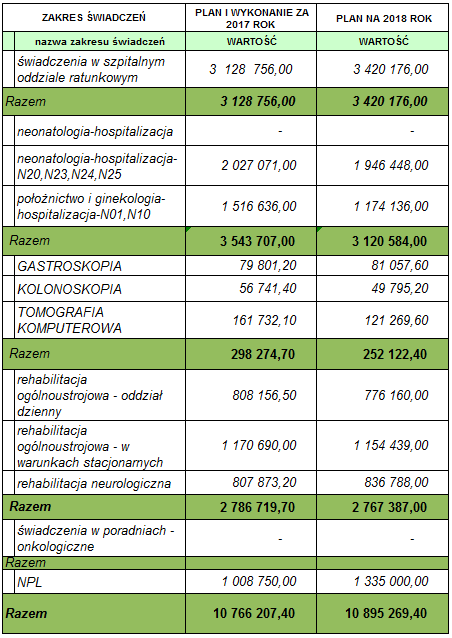 ZAKRES ŚWIADCZEŃ PLAN I WYKONANIE ZA 2017 ROK PLAN NA 2018 ROK
nazwa zakresu świadczeń WARTOŚĆ WARTOŚĆ
świadczenia w szpitalnym
oddziale ratunkowym 3 128 756,00 3 420 176,00
Razem 3 128 756,00 3 420 176,00
neonatologia-hospitalizacja - -
neonatologia-hospitalizacja-
N20,N23,N24,N25 2 027 071,00 1 946 448,00
położnictwo i ginekologia-
hospitalizacja-N01,N10 1 516 636,00 1 174 136,00
Razem 3 543 707,00 3 120 584,00
GASTROSKOPIA 79 801,20 81 057,60
KOLONOSKOPIA 56 741,40 49 795,20
TOMOGRAFIA
KOMPUTEROWA 161 732,10 121 269,60
Razem 298 274,70 252 122,40
rehabilitacja
ogólnoustrojowa - oddział
dzienny 808 156,50 776 160,00
rehabilitacja
ogólnoustrojowa - w
warunkach stacjonarnych 1 170 690,00 1 154 439,00
rehabilitacja neurologiczna 807 873,20 836 788,00
Razem 2 786 719,70 2 767 387,00
świadczenia w poradniach -
onkologiczne - -
Razem
NPL 1 008 750,00 1 335 000,00
Razem 10 766 207,40 10 895 269,40